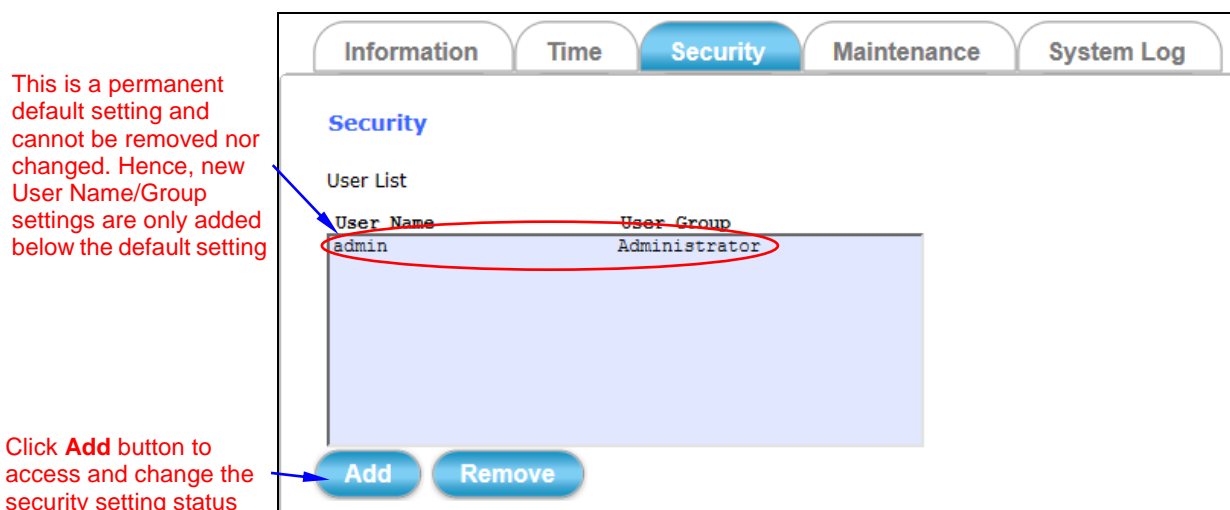 Information Time Security Maintenance System Log
This is a permanent
default setting and
cannot be removed nor
changed. Hence, new
User Name/Group
settings are only added
below the default setting
Security
User List
User Name User Group
admin Administrator
Click Add button to
access and change the
security setting status
Add Remove